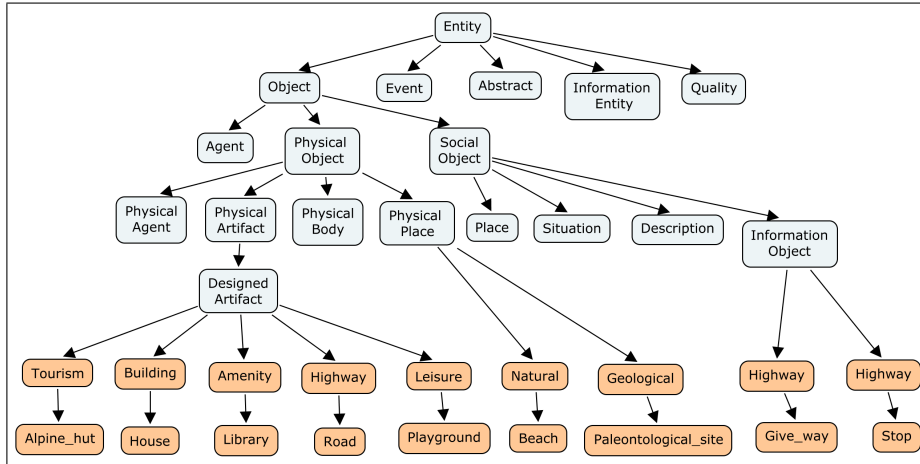 Entity
Object
Event
Abstract
Information
Entity
Quality
Agent
Physical
Object
Social
Object
Physical
Agent
Physical
Artifact
Physical
Body
Physical
Place
Place
Situation
Description
Information
Object
Designed
Artifact
Tourism
Building
Amenity
Highway
Leisure
Natural
Geological
Highway
Highway
Alpine_hut
House
Library
Road
Playground
Beach
Paleontological_site
Give_way
Stop